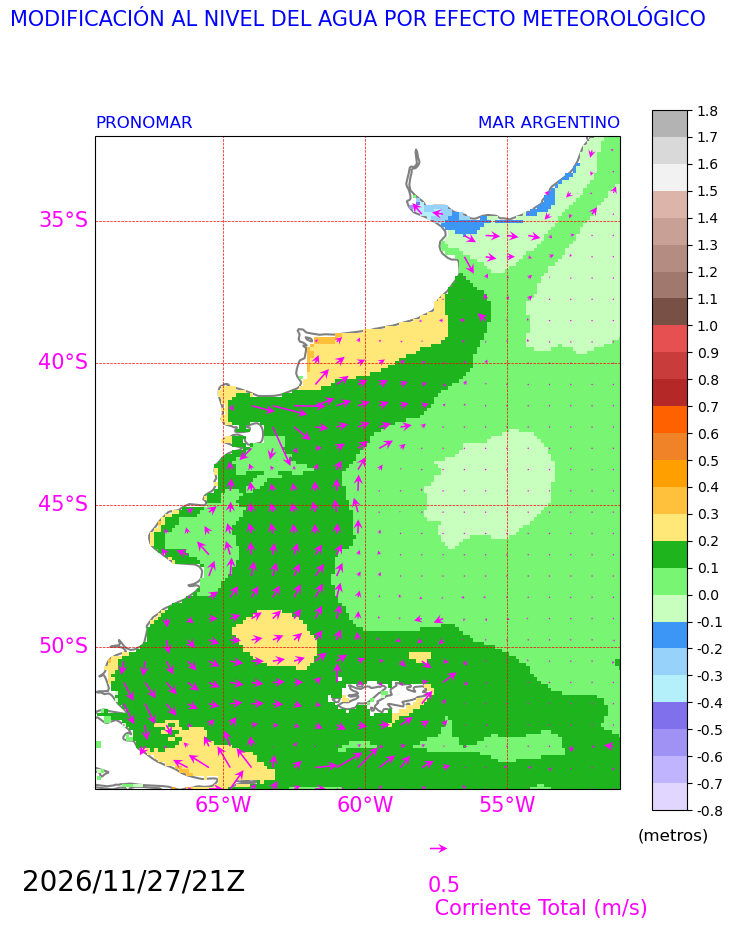 MODIFICACIÓN AL NIVEL DEL AGUA POR EFECTO METEOROLÓGICO
PRONOMAR
MAR ARGENTINO
35°S
40°S
45°S
50°S
65°W
60°W
55°W
1.8
1.7
1.6
1.5
1.4
1.3
1.2
1.1
1.0
0.9
0.8
0.7
0.6
0.5
0.4
0.3
0.2
0.1
0.0
-0.1
-0.2
-0.3
-0.4
-0.5
-0.6
-0.7
-0.8
(metros)
2026/11/27/21Z
0.5
Corriente Total (m/s)